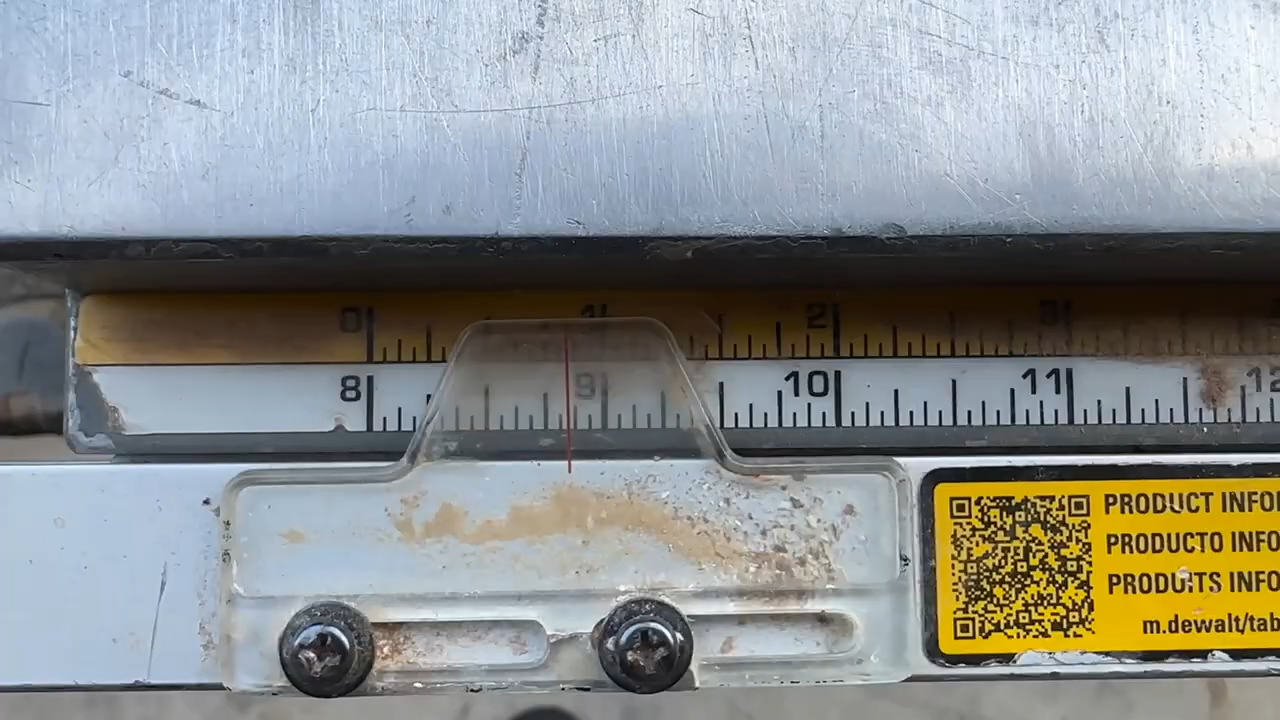 0 1 2 3
8 9 10 11 12
PRODUCT INFO
PRODUCTO INFO
PRODUITS INFO
m.dewalt/tab